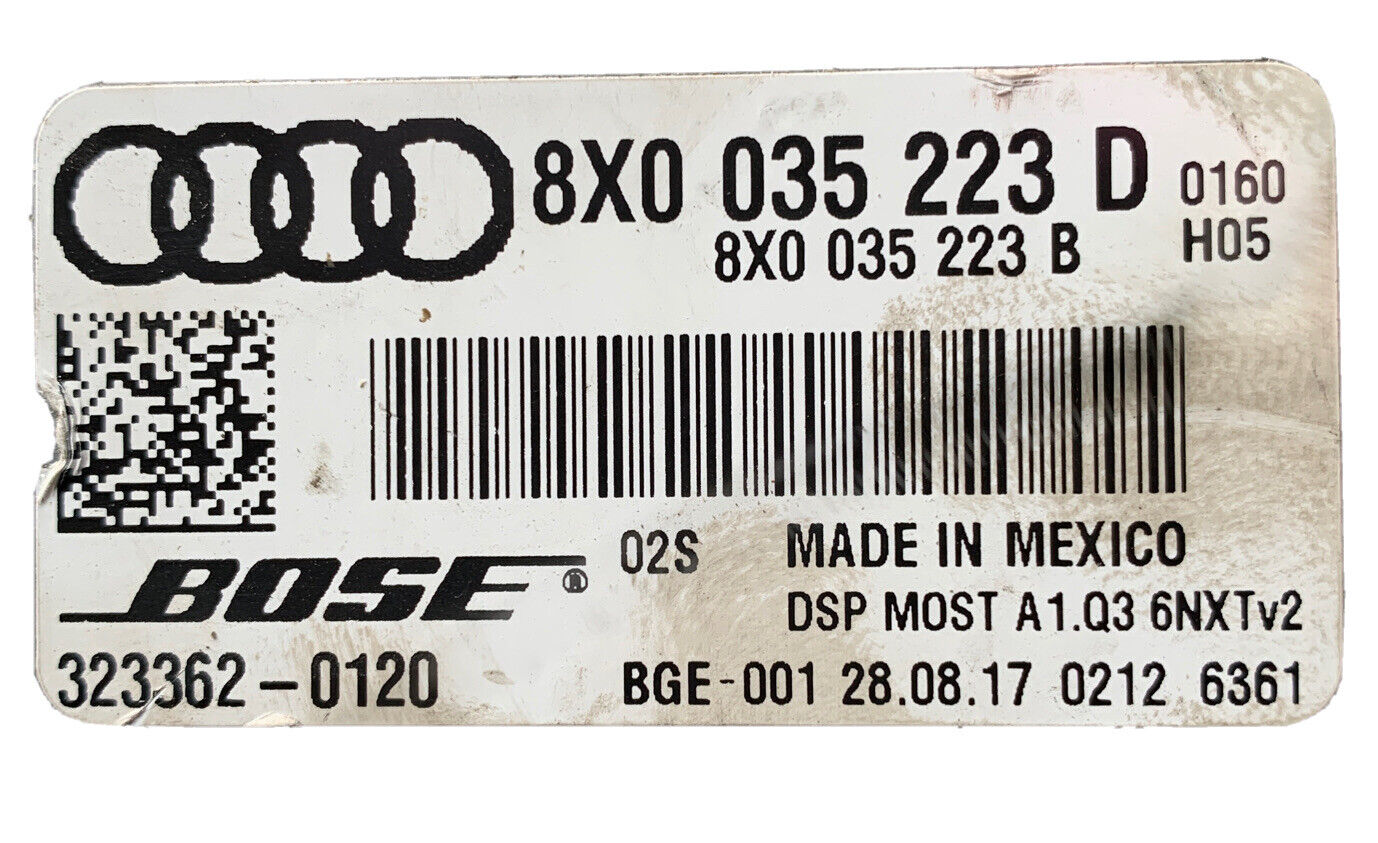 8X0 035 223 D 0160
8X0 035 223 B H05
02S MADE IN MEXICO
BOSE®
DSP MOST A1.Q3 6NXTv2
323362-0120 BGE-001 28.08.17 0212 6361